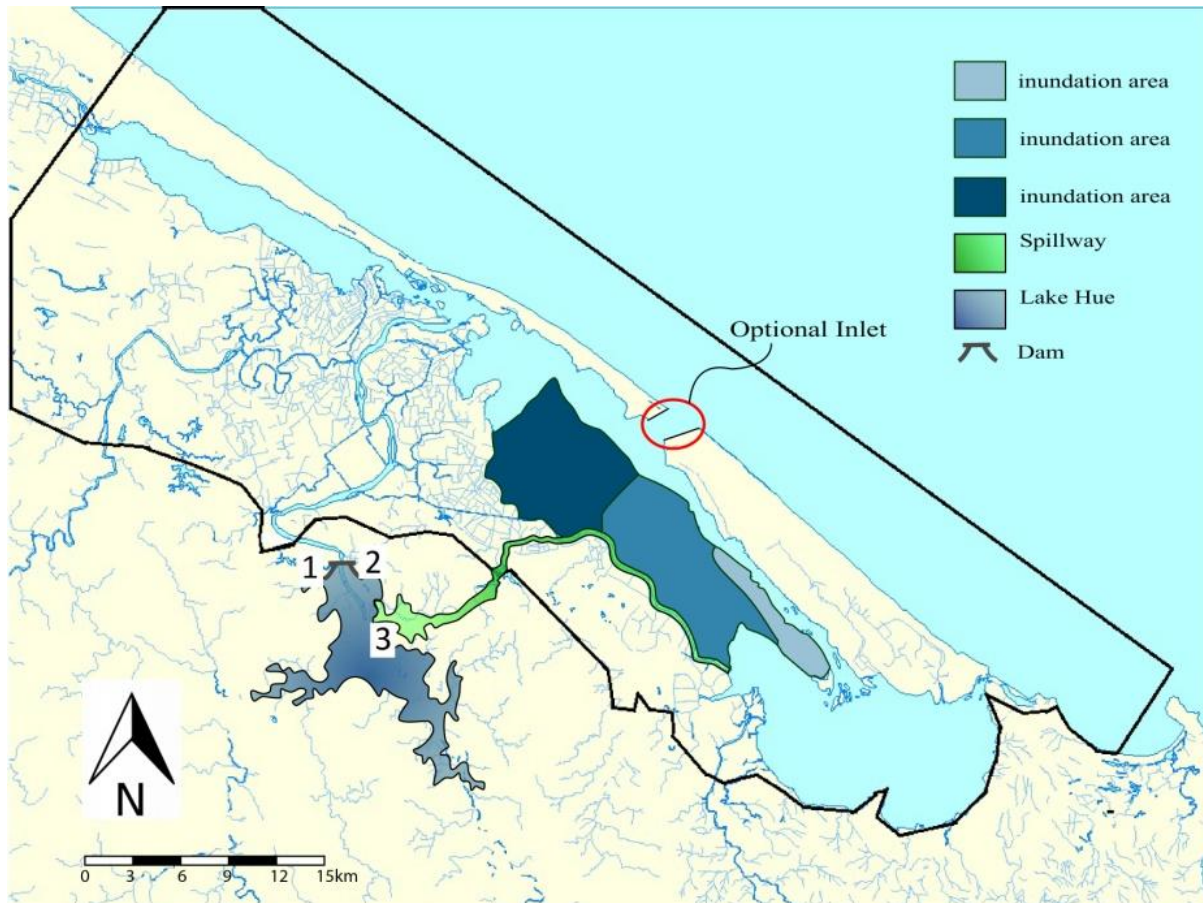 inundation area
inundation area
inundation area
Spillway
Lake Hue
Dam
Optional Inlet
1 2
3
N
0 3 6 9 12 15km